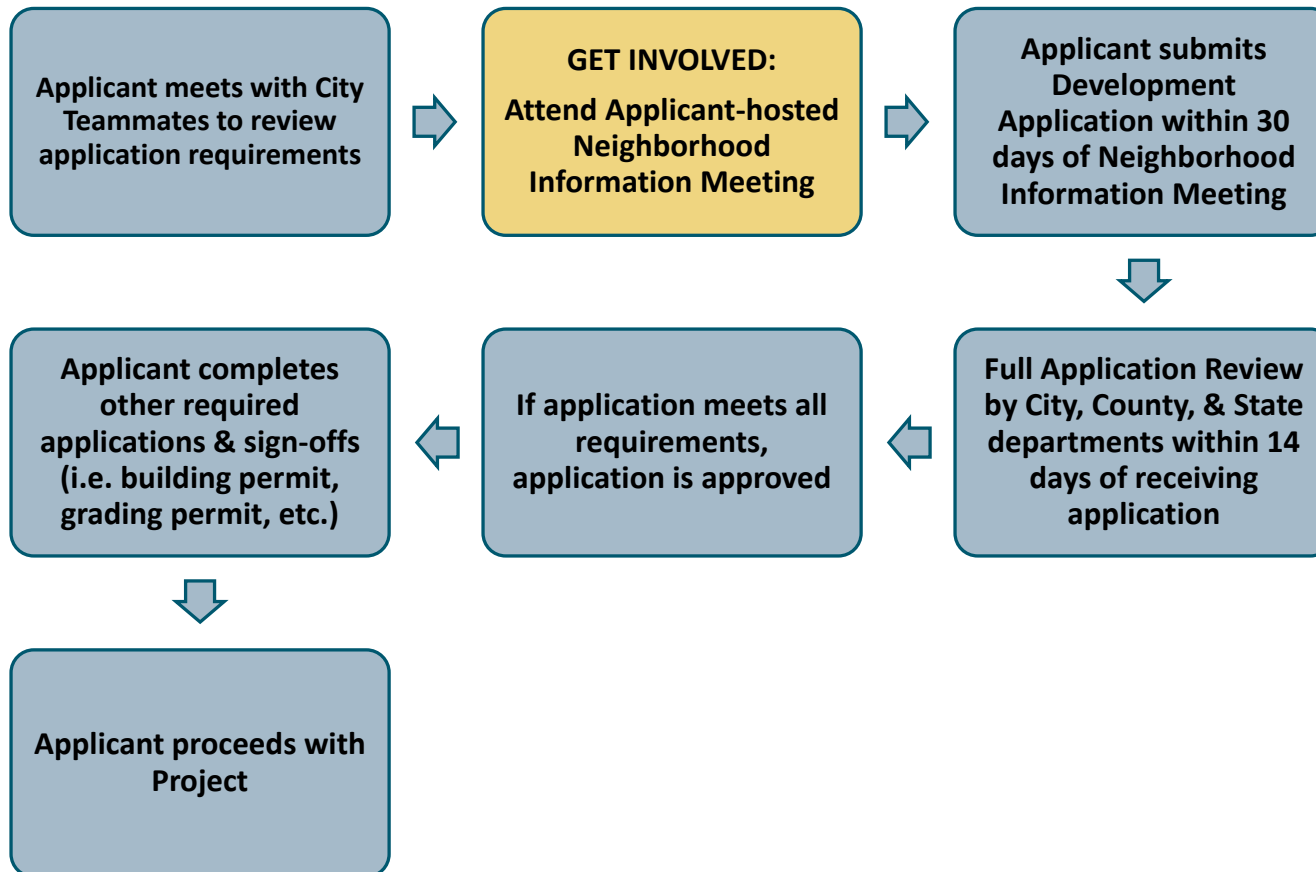 Applicant meets with City
Teammates to review
application requirements
GET INVOLVED:
Attend Applicant-hosted
Neighborhood
Information Meeting
Applicant submits
Development
Application within 30
days of Neighborhood
Information Meeting
Full Application Review
by City, County, & State
departments within 14
days of receiving
application
If application meets all
requirements,
application is approved
Applicant completes
other required
applications & sign-offs
(i.e. building permit,
grading permit, etc.)
Applicant proceeds with
Project